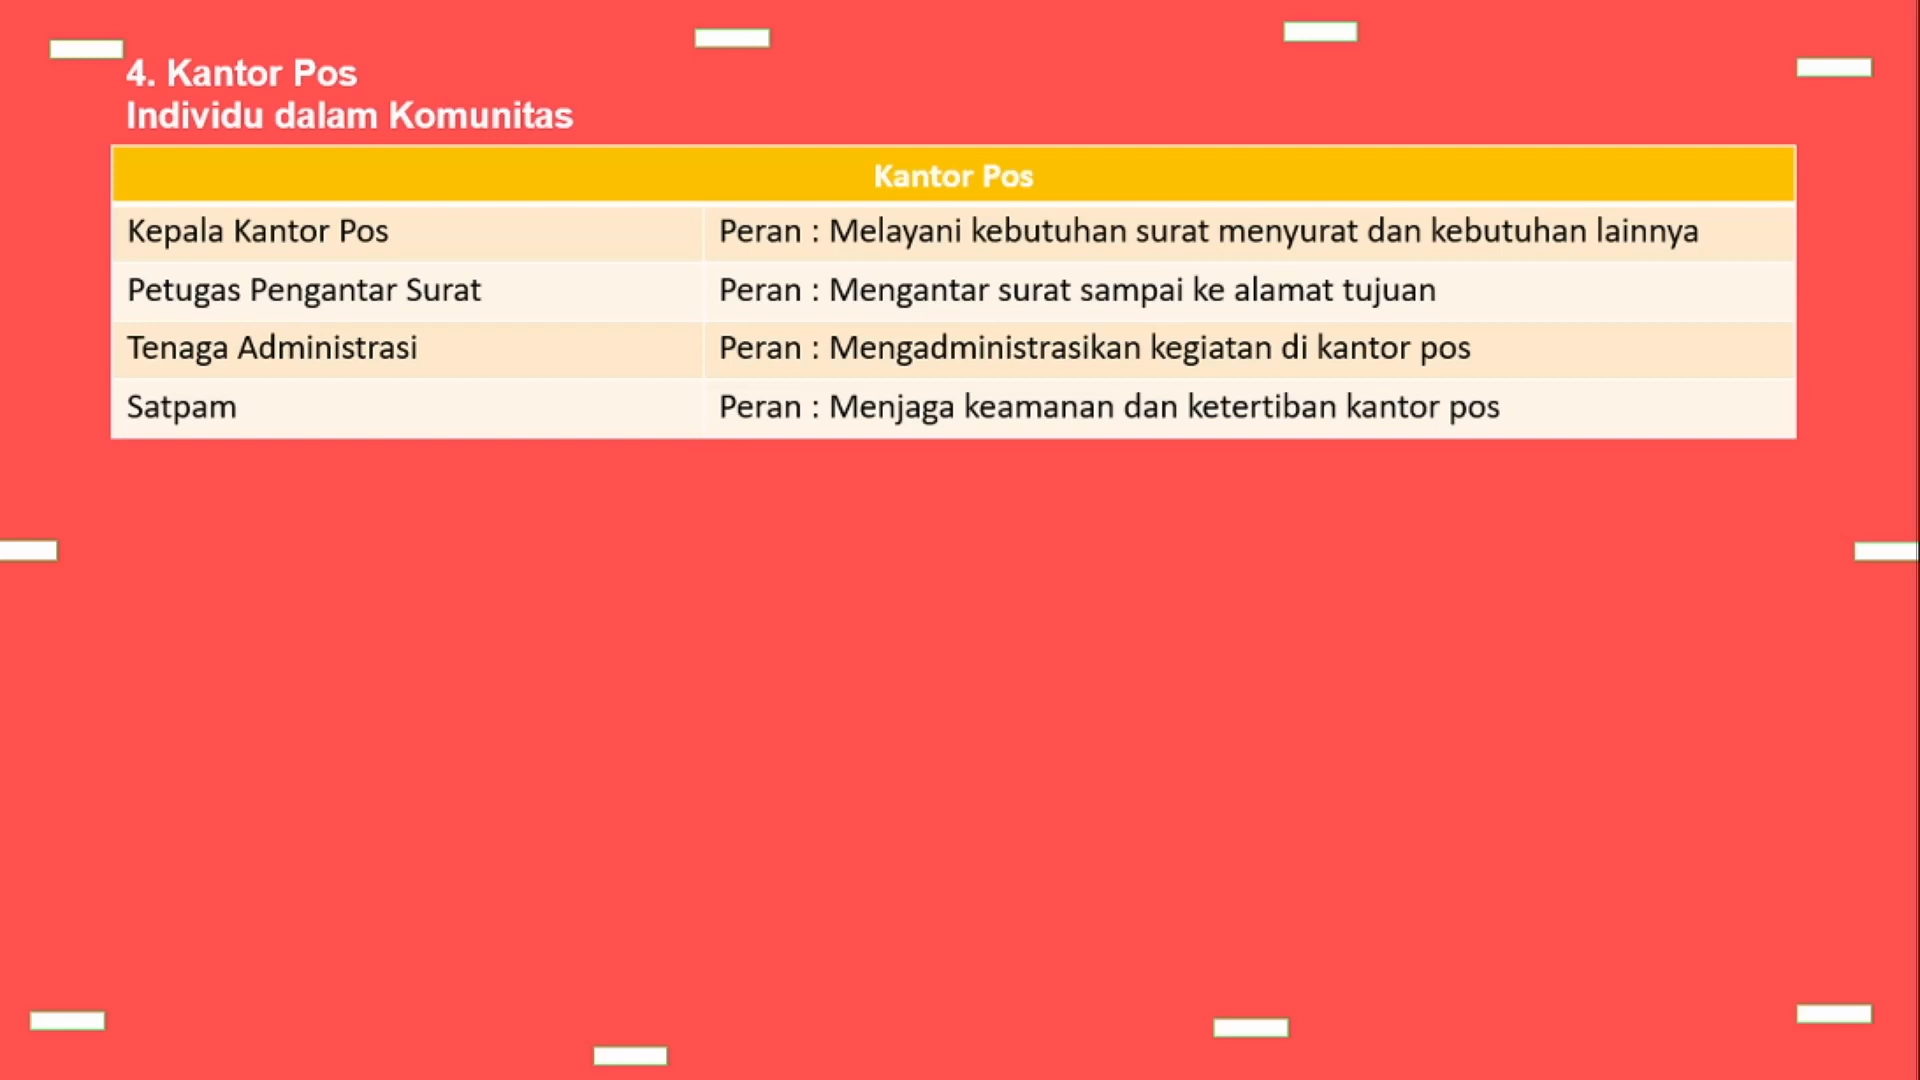 4. Kantor Pos
Individu dalam Komunitas
Kantor Pos
Kepala Kantor Pos Peran : Melayani kebutuhan surat menyurat dan kebutuhan lainnya
Petugas Pengantar Surat Peran : Mengantar surat sampai ke alamat tujuan
Tenaga Administrasi Peran : Mengadministrasikan kegiatan di kantor pos
Satpam Peran : Menjaga keamanan dan ketertiban kantor pos